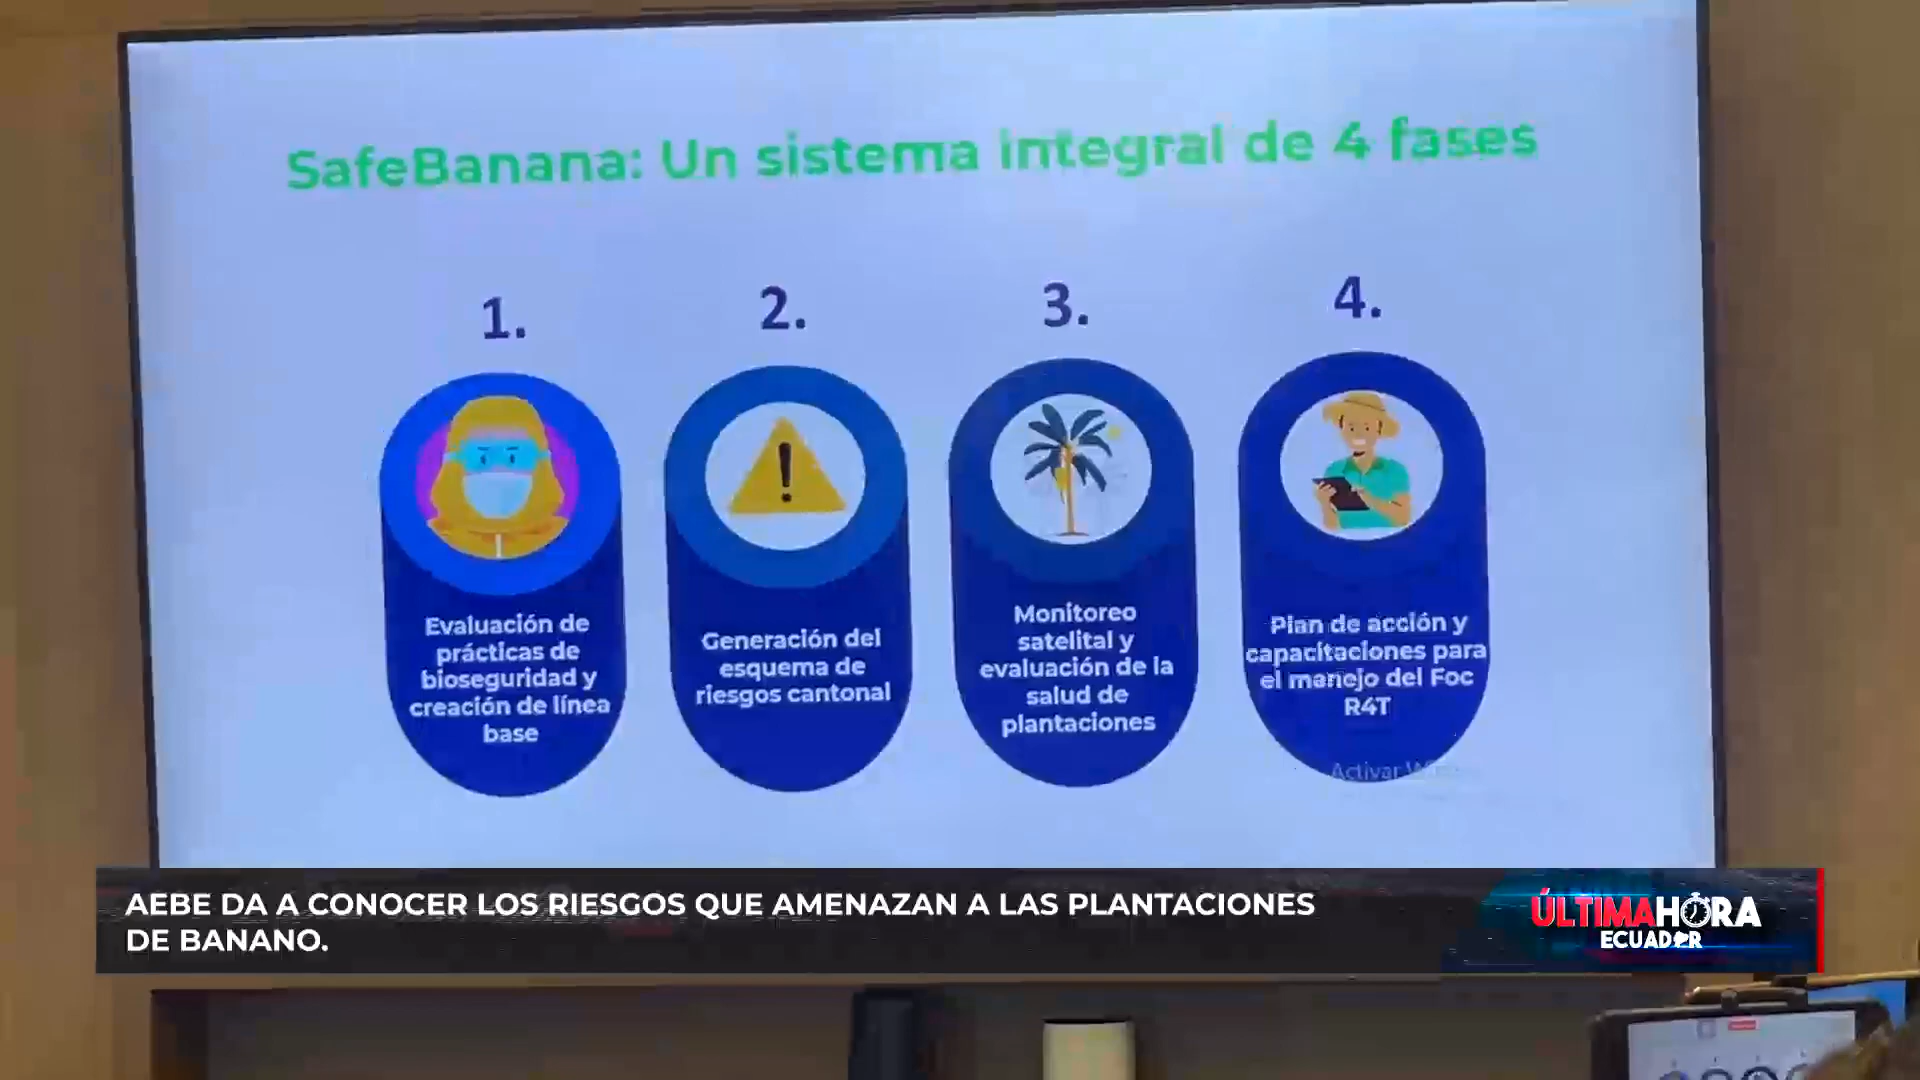 SafeBanana: Un sistema integral de 4 fases
1.
2.
3.
4.
Evaluación de
prácticas de
bioseguridad y
creación de línea
base
Generación del
esquema de
riesgos cantonal
Monitoreo
satelital y
evaluación de la
salud de
plantaciones
Plan de acción y
capacitaciones para
el manejo del Foc
R4T
Activar
AEBE DA A CONOCER LOS RIESGOS QUE AMENAZAN A LAS PLANTACIONES
DE BANANO.
ÚLTIMAHORA
ECUADOR